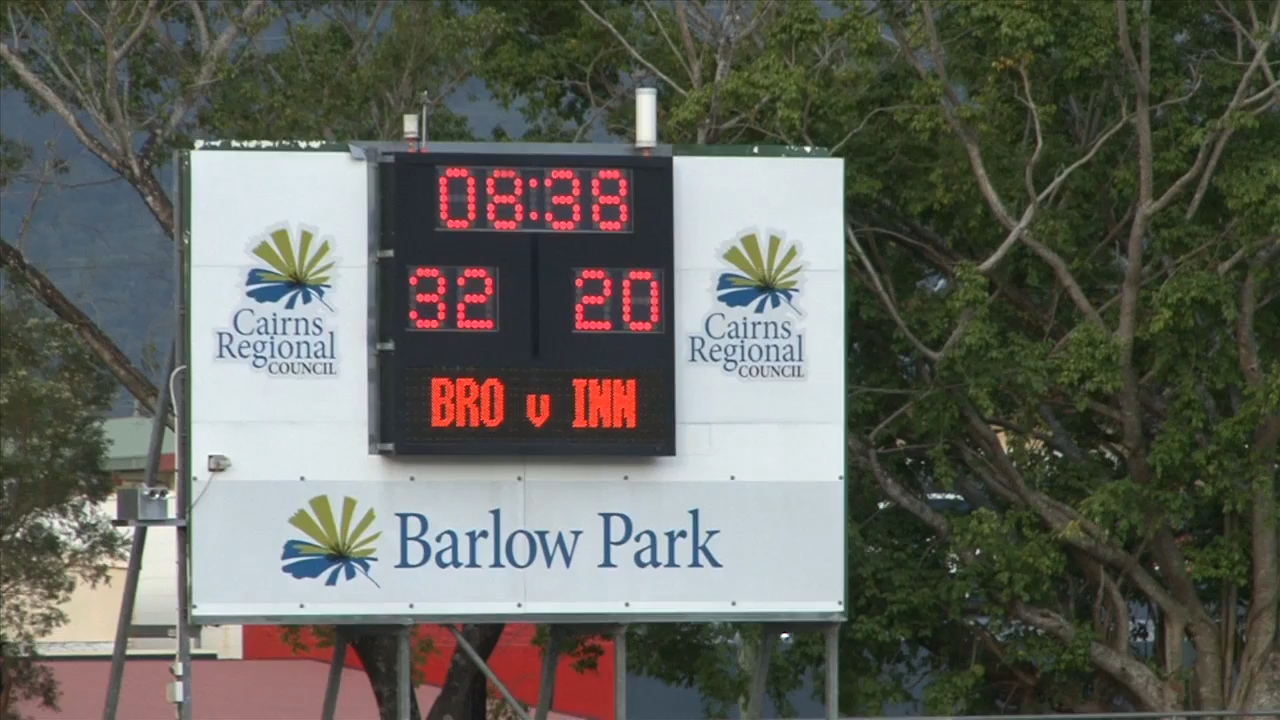 08:38
32 20
BRO v INN
Cairns
Regional
COUNCIL
Cairns
Regional
COUNCIL
Barlow Park